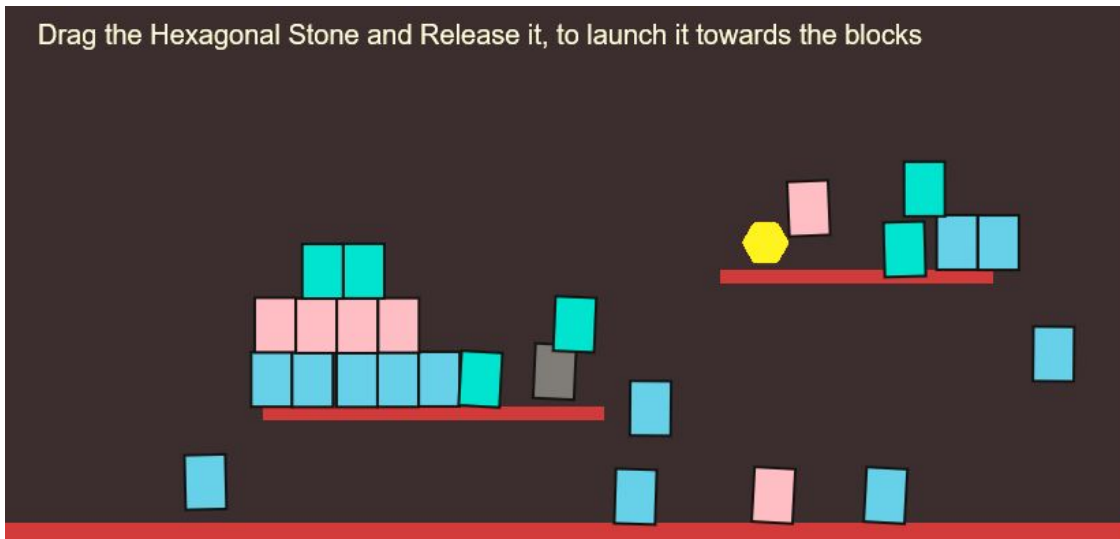 Drag the Hexagonal Stone and Release it, to launch it towards the blocks